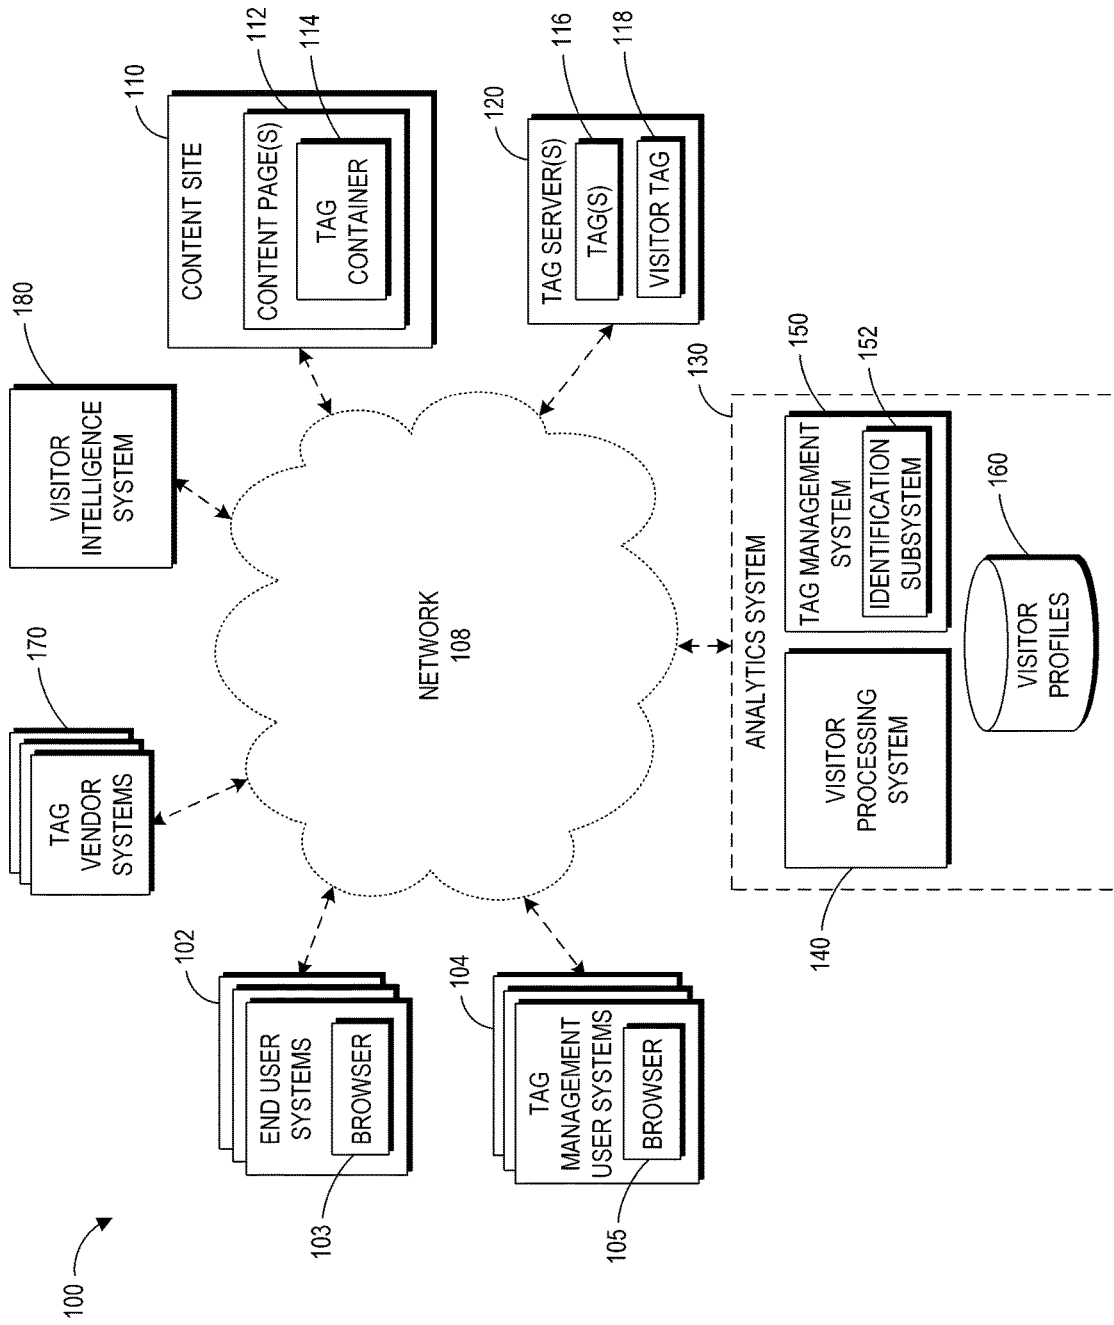 100
END USER
SYSTEMS
BROWSER
102
103
TAG
MANAGEMENT
USER SYSTEMS
BROWSER
104
105
TAG
VENDOR
SYSTEMS
170
VISITOR
INTELLIGENCE
SYSTEM
180
CONTENT SITE
CONTENT PAGE(S)
TAG
CONTAINER
110
112
114
NETWORK
108
TAG SERVER(S)
TAG(S)
VISITOR TAG
120
116
118
ANALYTICS SYSTEM
130
VISITOR
PROCESSING
SYSTEM
140
TAG MANAGEMENT
SYSTEM
IDENTIFICATION
SUBSYSTEM
150
152
VISITOR
PROFILES
160